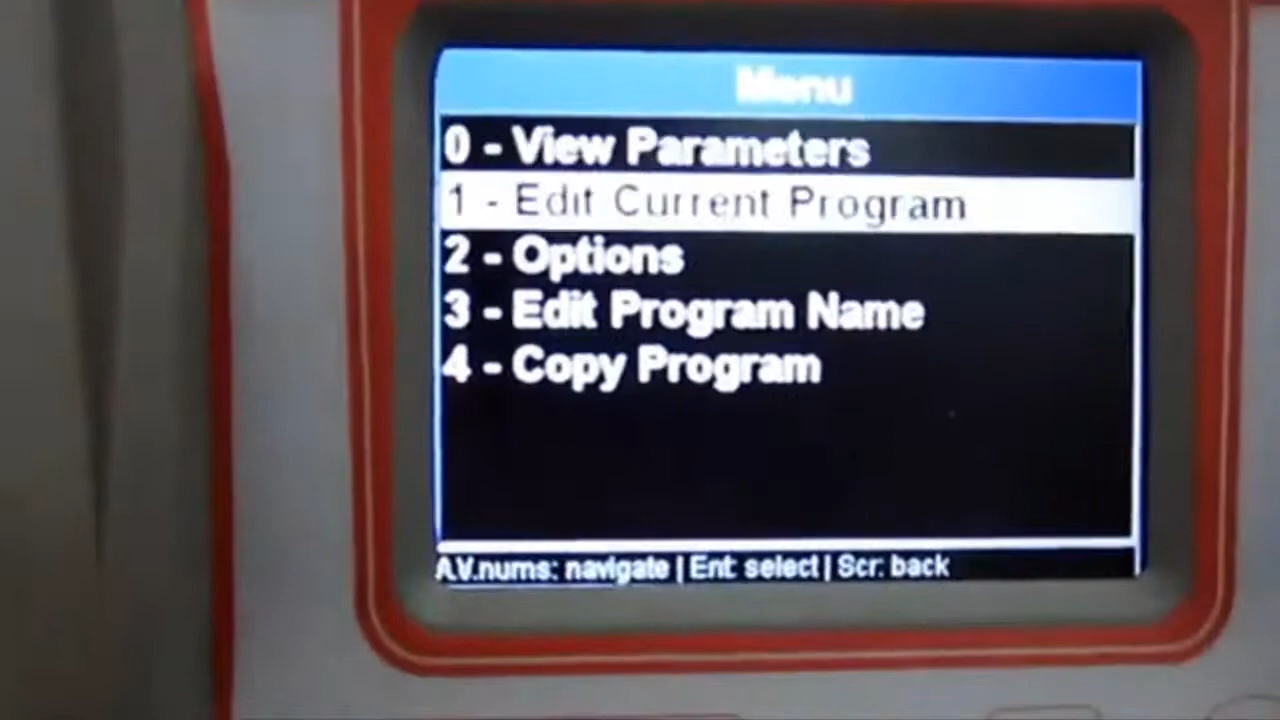 Menu
0 - View Parameters
1 - Edit Current Program
2 - Options
3 - Edit Program Name
4 - Copy Program
Λ,V,nums: navigate | Ent: select | Scr: back